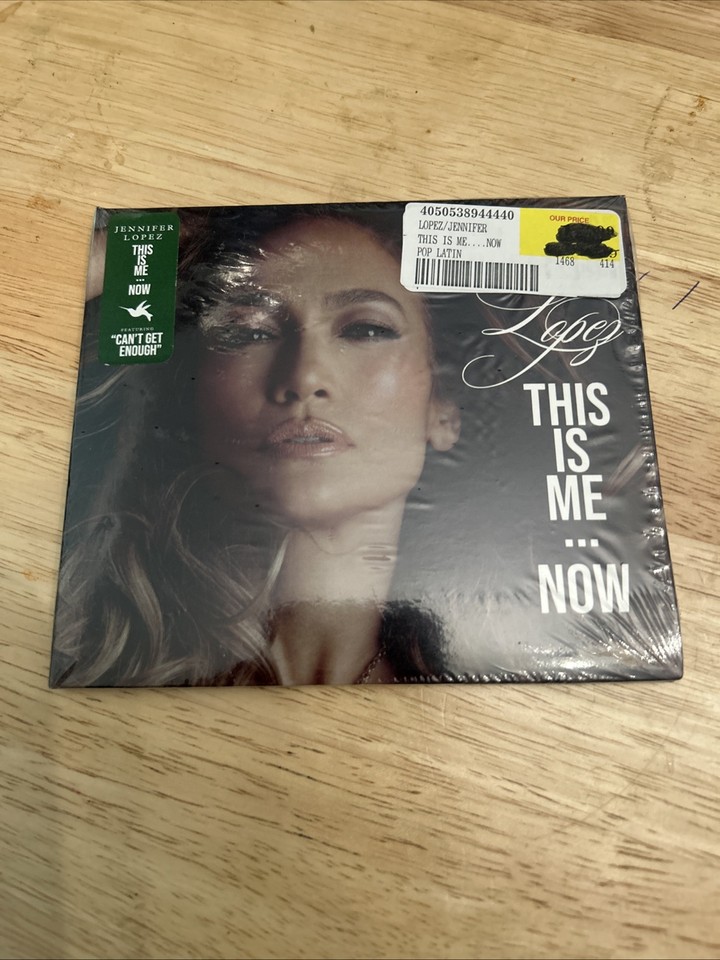 JENNIFER
LOPEZ
THIS
IS
ME
...
NOW
FEATURING
"CAN'T GET
ENOUGH"
4050538944440
LOPEZ/JENNIFER
THIS IS ME....NOW
POP LATIN
OUR PRICE
1468 414
Lopez
THIS
IS
ME
...
NOW